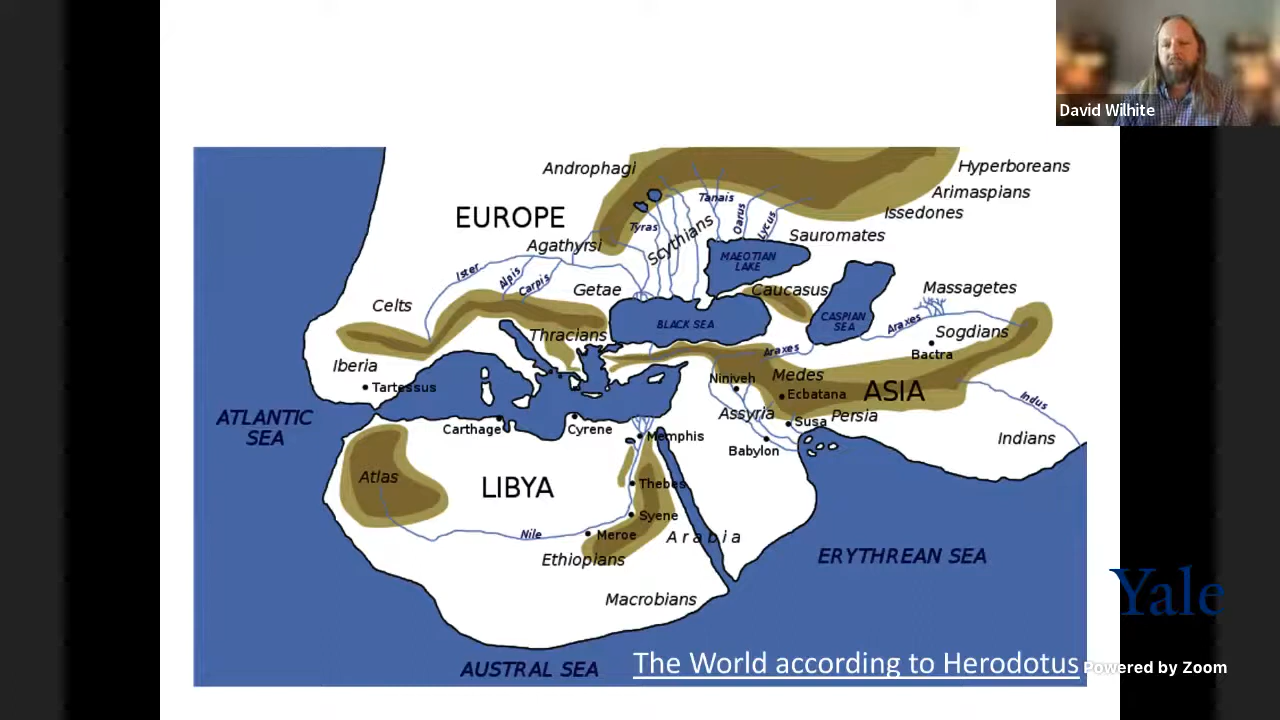 David Wilhite
Androphagi
Hyperboreans
Arimaspians
Issedones
Tanais
Oarus
Lycus
EUROPE
Tyras
Scythians
Sauromates
Agathyrsi
MAEOTIAN
LAKE
Ister
Alpis
Carpis
Getae
Caucasus
Massagetes
Celts
BLACK SEA
CASPIAN
SEA
Araxes
Sogdians
Thracians
Araxes
Bactra
Iberia
Tartessus
Niniveh
Medes
Ecbatana
ASIA
Indus
ATLANTIC
SEA
Carthage
Cyrene
Memphis
Assyria
Susa
Persia
Babylon
Indians
Atlas
LIBYA
Thebes
Syene
Nile
Meroe
Arabia
Ethiopians
ERYTHREAN SEA
Macrobians
Yale
AUSTRAL SEA
The World according to Herodotus
Powered by Zoom